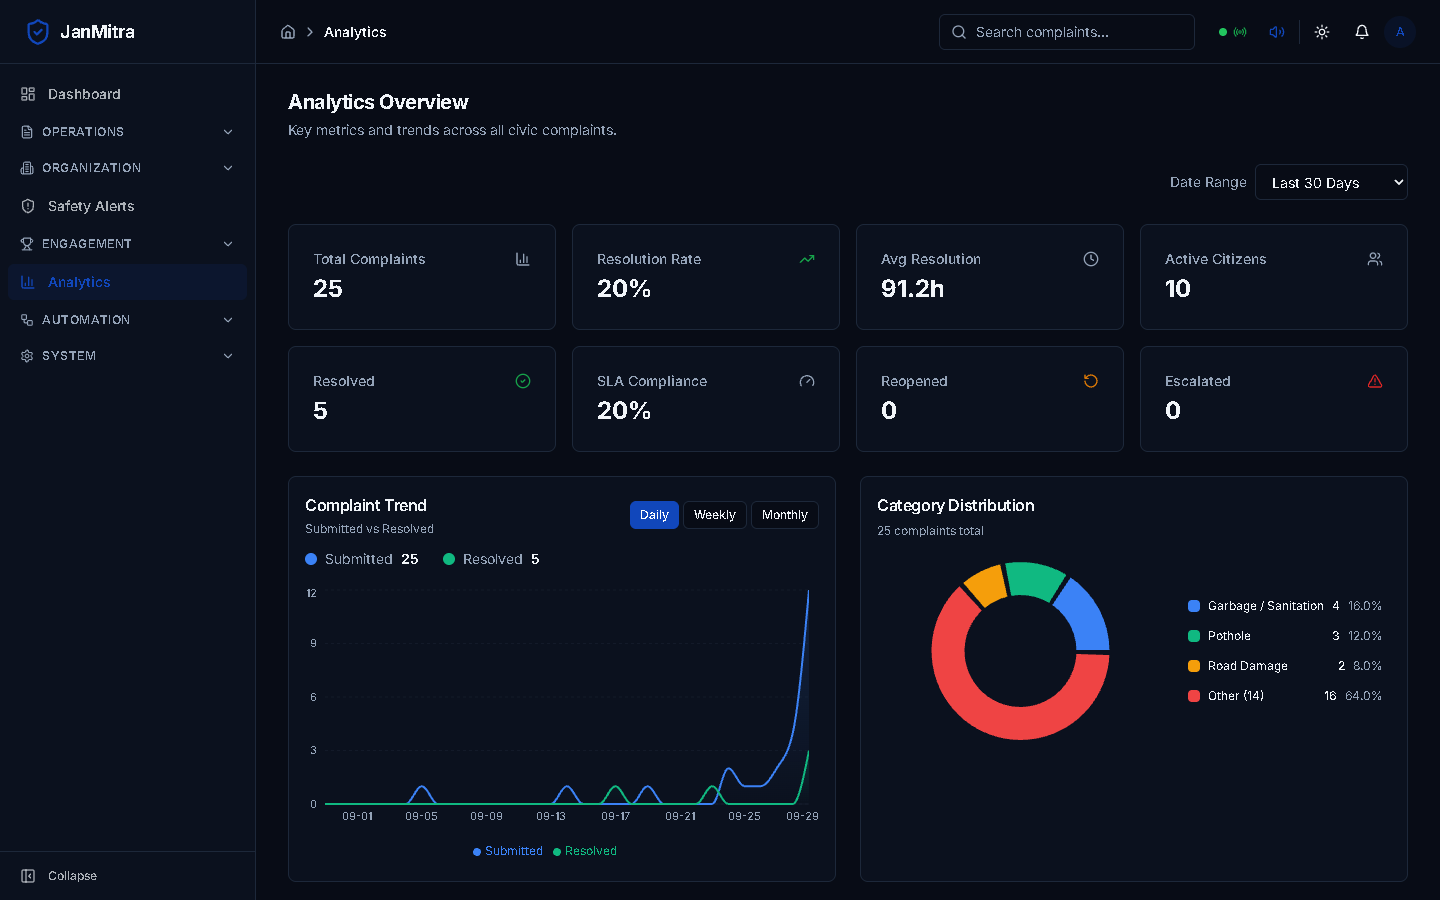 JanMitra
Analytics
Search complaints...
A
Dashboard
OPERATIONS
ORGANIZATION
Safety Alerts
ENGAGEMENT
Analytics
AUTOMATION
SYSTEM
Collapse
Analytics Overview
Key metrics and trends across all civic complaints.
Date Range Last 30 Days
Total Complaints
25
Resolution Rate
20%
Avg Resolution
91.2h
Active Citizens
10
Resolved
5
SLA Compliance
20%
Reopened
0
Escalated
0
Complaint Trend
Submitted vs Resolved
Daily Weekly Monthly
Submitted 25 Resolved 5
12
9
6
3
0
09-01 09-05 09-09 09-13 09-17 09-21 09-25 09-29
Submitted Resolved
Category Distribution
25 complaints total
Garbage / Sanitation 4 16.0%
Pothole 3 12.0%
Road Damage 2 8.0%
Other (14) 16 64.0%